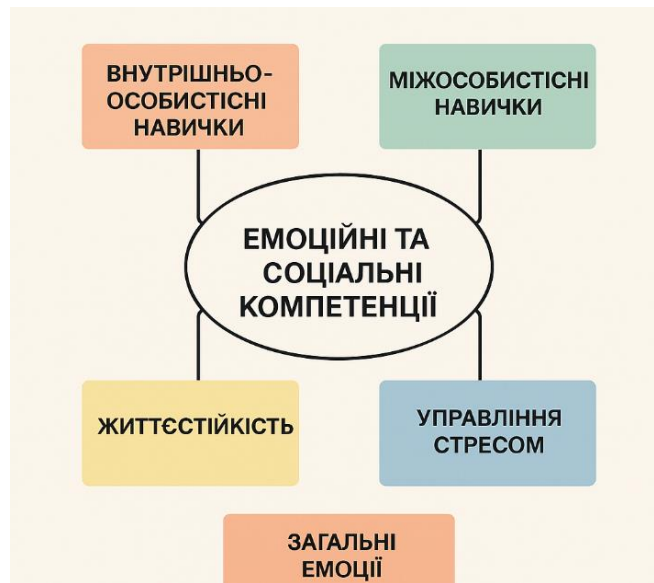 ВНУТРІШНЬО-
ОСОБИСТІСНІ
НАВИЧКИ
МІЖОСОБИСТІСНІ
НАВИЧКИ
ЕМОЦІЙНІ ТА
СОЦІАЛЬНІ
КОМПЕТЕНЦІЇ
ЖИТТЄСТІЙКІСТЬ
УПРАВЛІННЯ
СТРЕСОМ
ЗАГАЛЬНІ
ЕМОЦІЇ